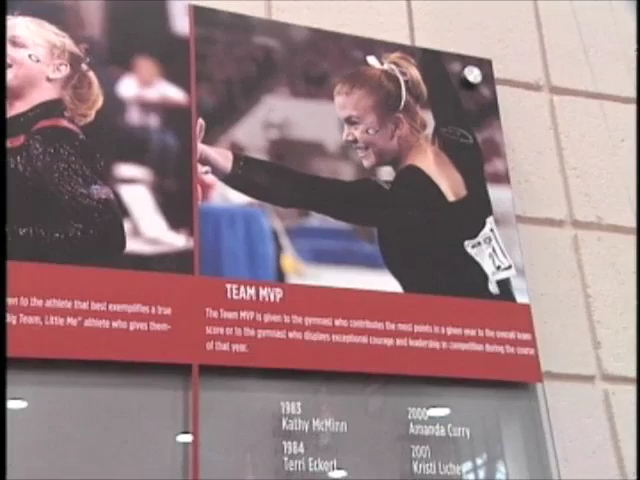 en to the athlete that best exemplifies a true
Big Team, Little Me" athlete who gives them-
TEAM MVP
The Team MVP is given to the gymnast who contributes the most points in a given year to the overall team
score or to the gymnast who displays exceptional courage and leadership in competition during the course
of that year.
1983
Kathy McMinn
1984
Terri Eckert
2000
Amanda Curry
2001
Kristi Liche
21